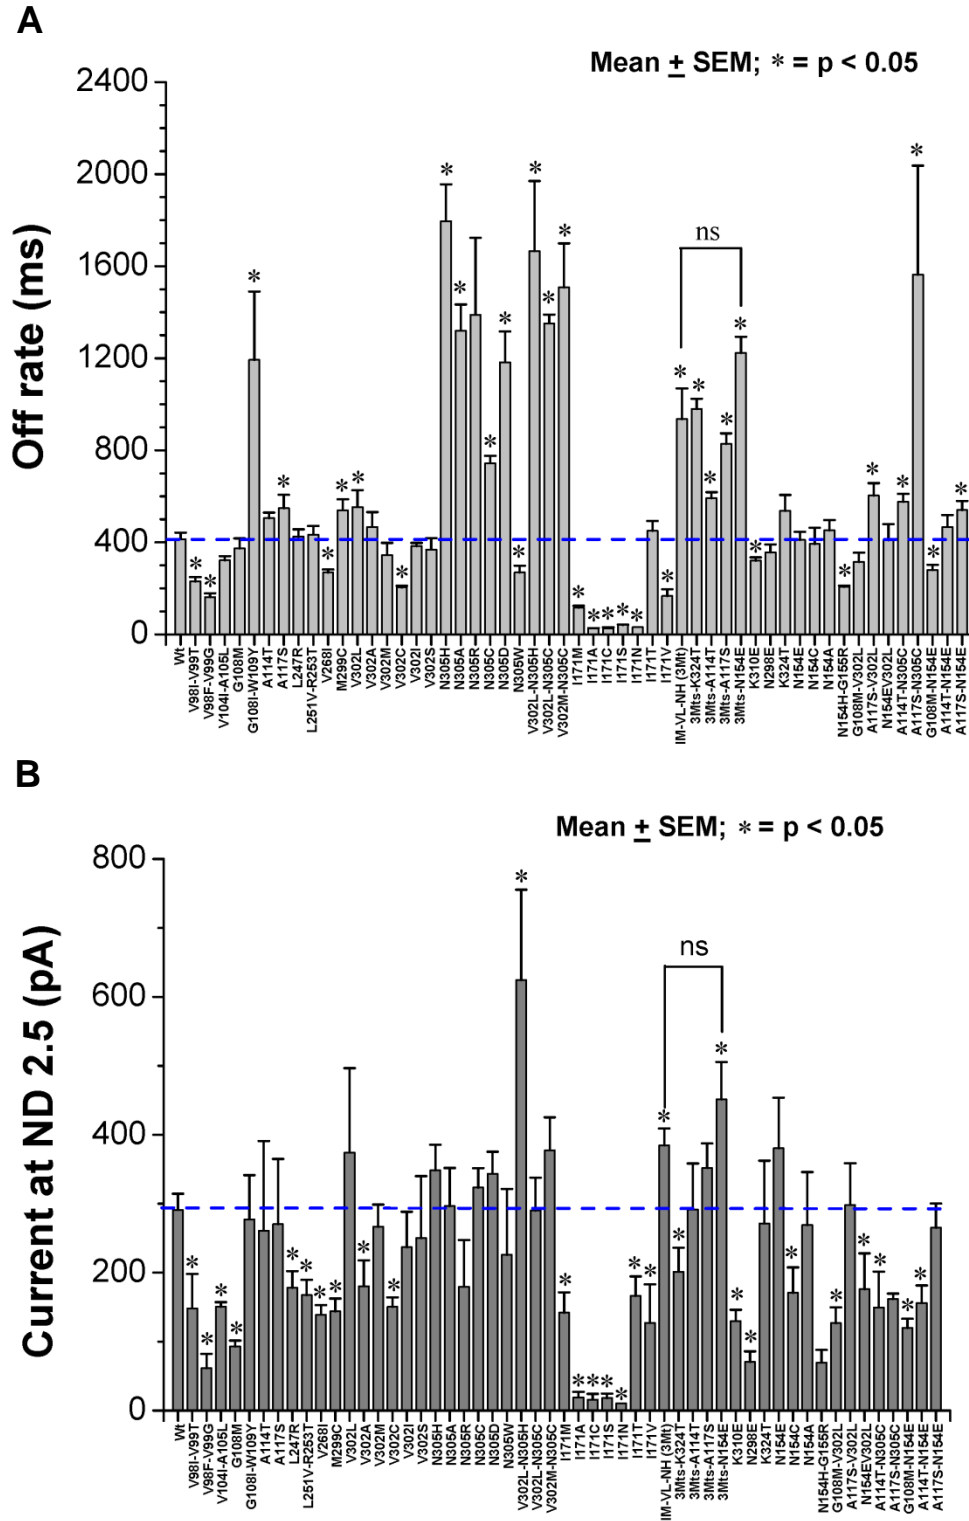 A
Mean ± SEM; * = p < 0.05
Off rate (ms)
2400
2000
1600
1200
800
400
0
* * * * * * * * * * * * * * * * * * * * * * * * * * * * * * * * * *
ns
Wt
V98I-V99T
V98F-V99G
V104I-A105L
G108M
G108I-W109Y
A114T
A117S
L247R
L251V-R253T
V268I
M299C
V302L
V302A
V302M
V302C
V302I
V302S
N305H
N305A
N305R
N305C
N305D
N305W
V302L-N305H
V302L-N305C
V302M-N305C
I171M
I171A
I171C
I171S
I171N
I171T
I171V
IM-VL-NH (3Mt)
3Mts-K324T
3Mts-A114T
3Mts-A117S
3Mts-N154E
K310E
N298E
K324T
N154E
N154C
N154A
N154H-G155R
G108M-V302L
A117S-V302L
N154EV302L
A114T-N305C
A117S-N305C
G108M-N154E
A114T-N154E
A117S-N154E
B
Mean ± SEM; * = p < 0.05
Current at ND 2.5 (pA)
800
600
400
200
0
ns
Wt
V98I-V99T
V98F-V99G
V104I-A105L
G108M
G108I-W109Y
A114T
A117S
L247R
L251V-R253T
V268I
M299C
V302L
V302A
V302M
V302C
V302I
V302S
N305H
N305A
N305R
N305C
N305D
N305W
V302L-N305H
V302L-N305C
V302M-N305C
I171M
I171A
I171C
I171S
I171N
I171T
I171V
IM-VL-NH (3Mt)
3Mts-K324T
3Mts-A114T
3Mts-A117S
3Mts-N154E
K310E
N298E
K324T
N154E
N154C
N154A
N154H-G155R
G108M-V302L
A117S-V302L
N154EV302L
A114T-N305C
A117S-N305C
G108M-N154E
A114T-N154E
A117S-N154E